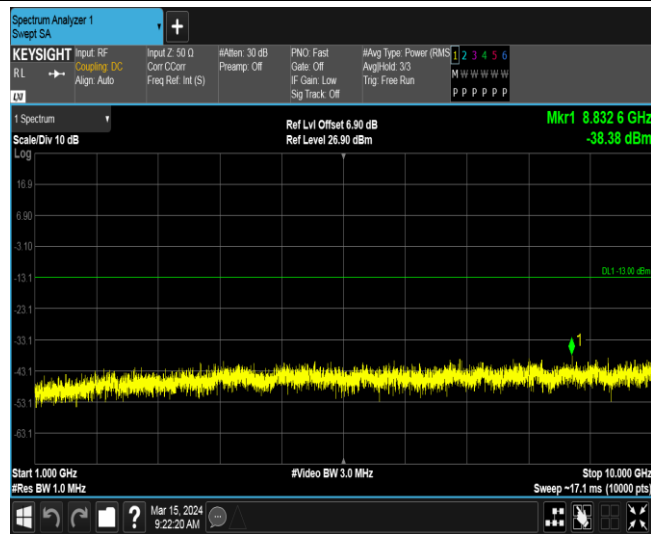 Spectrum Analyzer 1
Swept SA
+
KEYSIGHT
RL
LXI
Input: RF
Coupling: DC
Align: Auto
Input Z: 50 Ω
Corr CCorr
Freq Ref: Int (S)
#Atten: 30 dB
Preamp: Off
PNO: Fast
Gate: Off
IF Gain: Low
Sig Track: Off
#Avg Type: Power (RMS
Avg|Hold: 3/3
Trig: Free Run
1 2 3 4 5 6
M W W W W W
P P P P P P
1 Spectrum
Scale/Div 10 dB
Log
Ref Lvl Offset 6.90 dB
Ref Level 26.90 dBm
Mkr1 8.832 6 GHz
-38.38 dBm
16.9
6.90
-3.10
-13.1
-23.1
-33.1
-43.1
-53.1
-63.1
DL1 -13.00 dBm
1
Start 1.000 GHz
#Res BW 1.0 MHz
#Video BW 3.0 MHz
Stop 10.000 GHz
Sweep ~17.1 ms (10000 pts)
?
Mar 15, 2024
9:22:20 AM